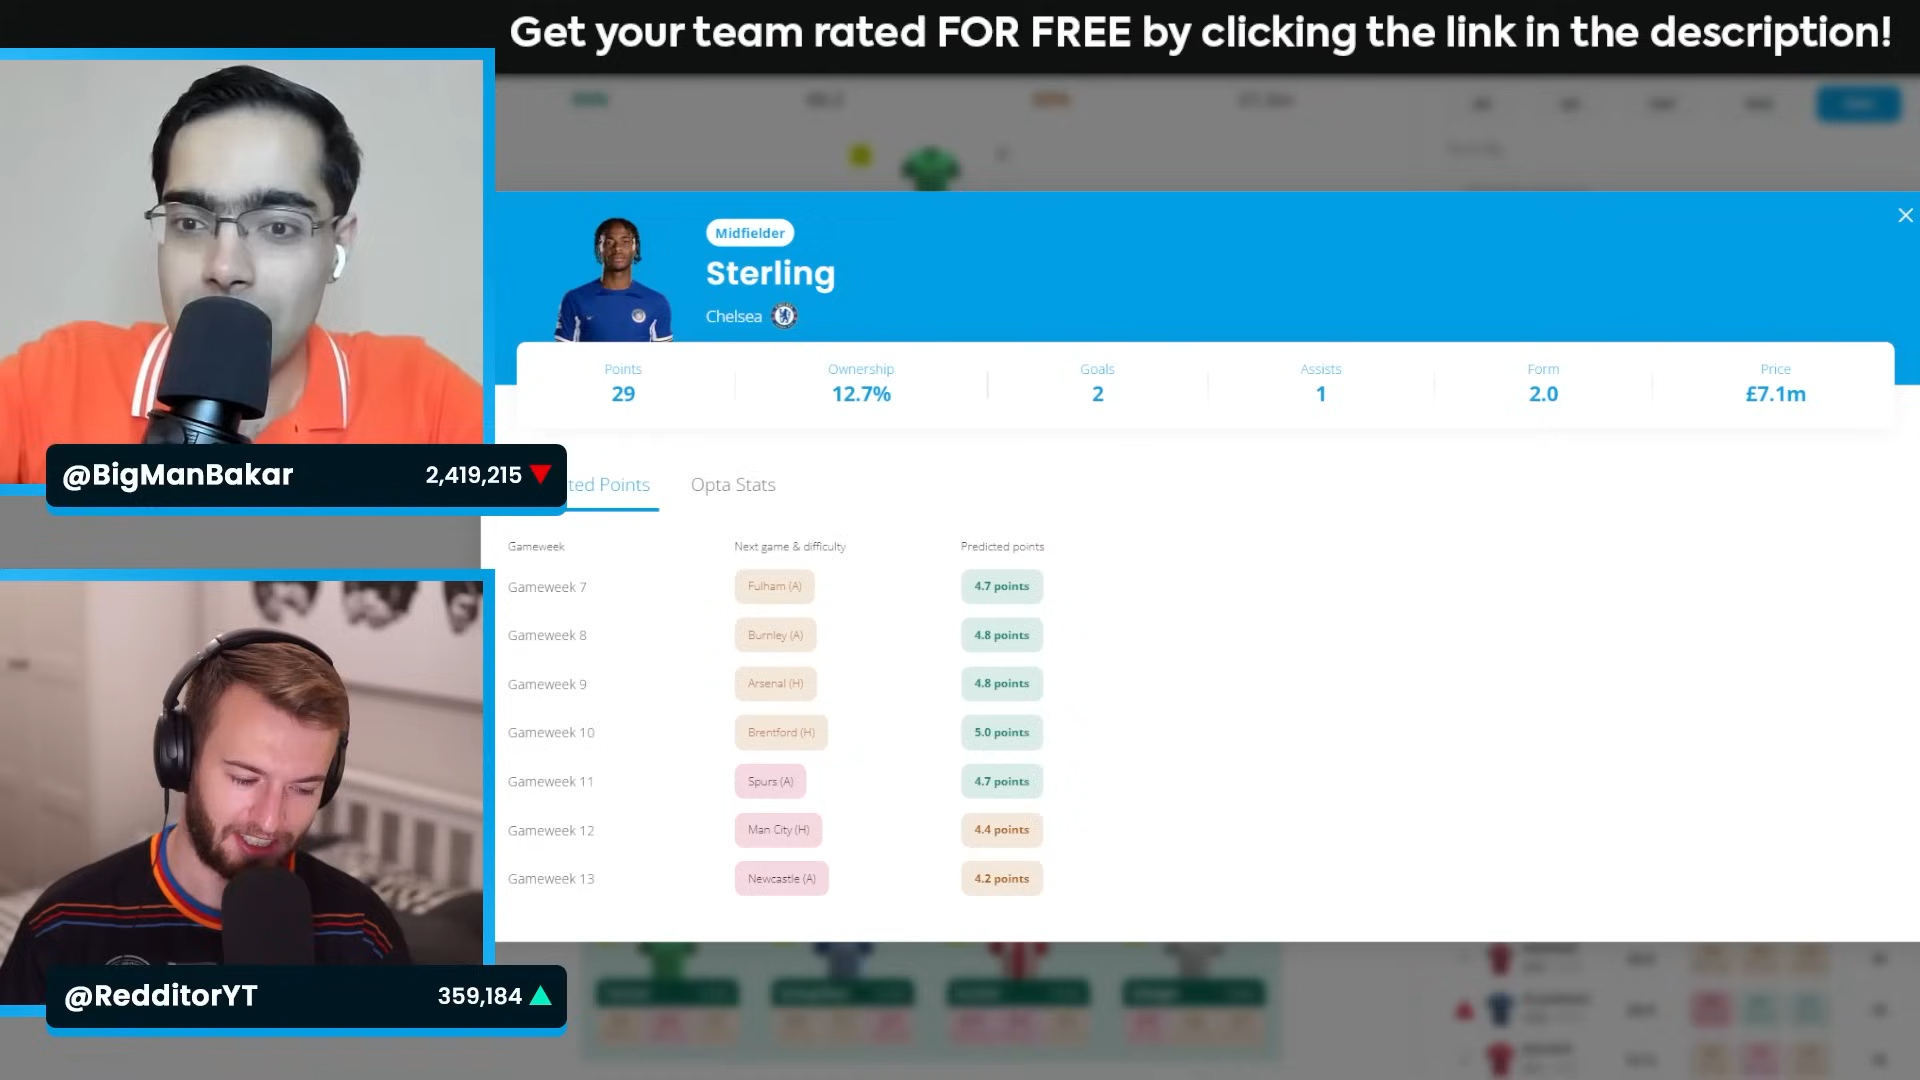 Get your team rated FOR FREE by clicking the link in the description!
Midfielder
Sterling
Chelsea
Points Ownership Goals Assists Form Price
29 12.7% 2 1 2.0 £7.1m
@BigManBakar 2,419,215
ted Points Opta Stats
Gameweek Next game & difficulty Predicted points
Gameweek 7 Fulham (A) 4.7 points
Gameweek 8 Burnley (A) 4.8 points
Gameweek 9 Arsenal (H) 4.8 points
Gameweek 10 Brentford (H) 5.0 points
Gameweek 11 Spurs (A) 4.7 points
Gameweek 12 Man City (H) 4.4 points
Gameweek 13 Newcastle (A) 4.2 points
@RedditorYT 359,184